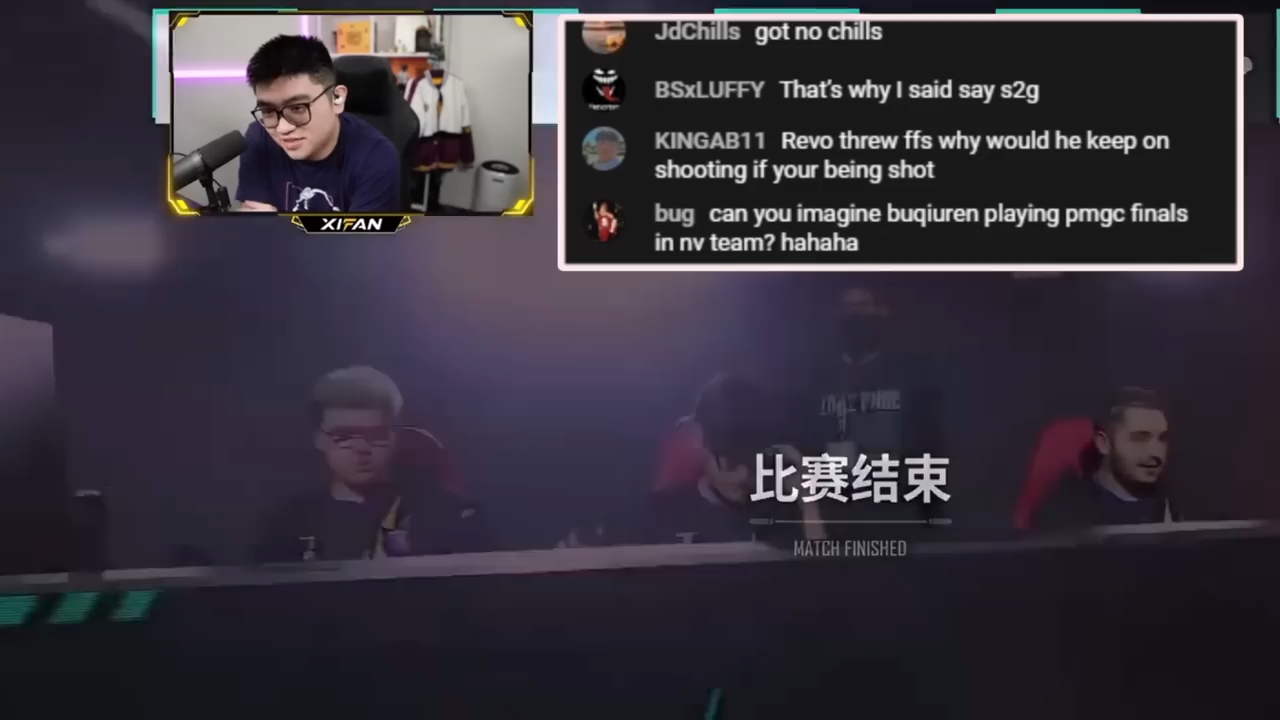 JdChills got no chills
BSxLUFFY That's why I said say s2g
KINGAB11 Revo threw ffs why would he keep on
shooting if your being shot
bug can you imagine buqiuren playing pmgc finals
in nv team? hahaha
XIFAN
比赛结束
MATCH FINISHED